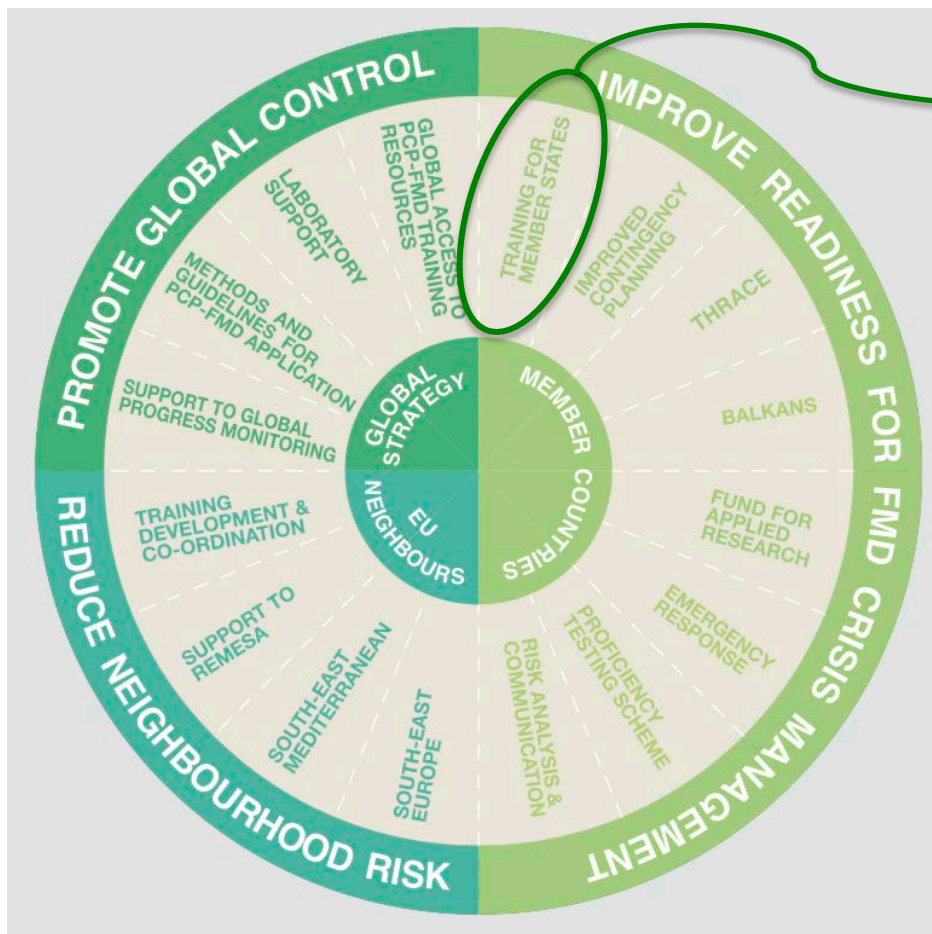 PROMOTE GLOBAL CONTROL
IMPROVE READINESS FOR FMD CRISIS MANAGEMENT
REDUCE NEIGHBOURHOOD RISK
GLOBAL
STRATEGY
MEMBER COUNTRIES
EU
NEIGHBOURS
TRAINING FOR
MEMBER STATES
IMPROVED
CONTINGENCY
PLANNING
THRACE
BALKANS
FUND FOR
APPLIED
RESEARCH
EMERGENCY
RESPONSE
PROFICIENCY
TESTING SCHEME
RISK ANALYSIS &
COMMUNICATION
SOUTH-EAST
EUROPE
SOUTH-EAST
MEDITERRANEAN
SUPPORT TO
REMESA
TRAINING
DEVELOPMENT &
CO-ORDINATION
SUPPORT TO GLOBAL
PROGRESS MONITORING
METHODS AND
GUIDELINES FOR
PCP-FMD APPLICATION
LABORATORY
SUPPORT
GLOBAL ACCESS TO
PCP-FMD TRAINING
RESOURCES